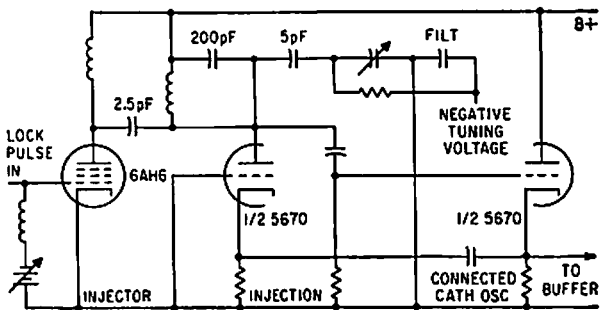 B+
200pF
5pF
FILT
2.5pF
LOCK
PULSE
IN
6AH6
NEGATIVE
TUNING
VOLTAGE
1/2 5670
1/2 5670
INJECTOR
INJECTION
CONNECTED
CATH OSC
TO
BUFFER